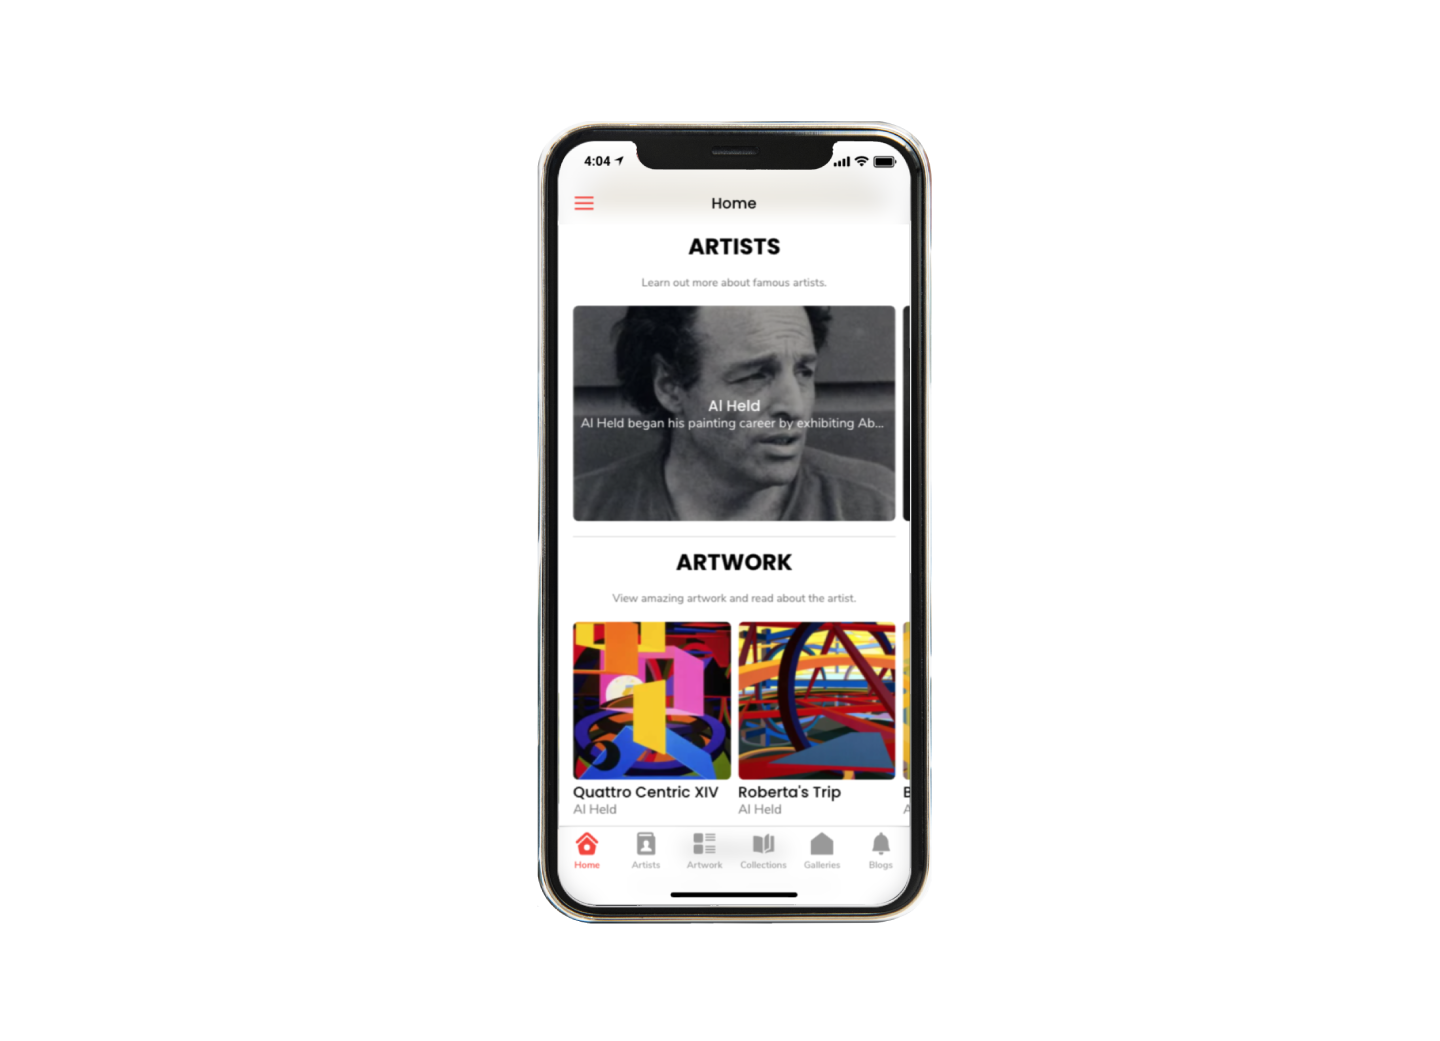 4:04
Home
ARTISTS
Learn out more about famous artists.
Al Held
Al Held began his painting career by exhibiting Ab...
ARTWORK
View amazing artwork and read about the artist.
Quattro Centric XIV
Roberta's Trip
Al Held
Al Held
Home
Artists
Artwork
Collections
Galleries
Blogs